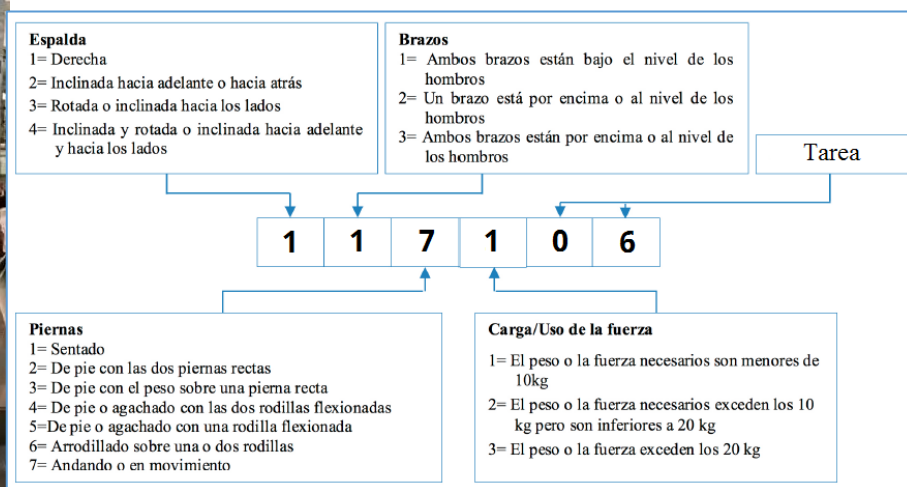 Espalda
1= Derecha
2= Inclinada hacia adelante o hacia atrás
3= Rotada o inclinada hacia los lados
4= Inclinada y rotada o inclinada hacia adelante
y hacia los lados
Brazos
1= Ambos brazos están bajo el nivel de los
hombros
2= Un brazo está por encima o al nivel de los
hombros
3= Ambos brazos están por encima o al nivel de
los hombros
Tarea
1 1 7 1 0 6
Piernas
1= Sentado
2= De pie con las dos piernas rectas
3= De pie con el peso sobre una pierna recta
4= De pie o agachado con las dos rodillas flexionadas
5=De pie o agachado con una rodilla flexionada
6= Arrodillado sobre una o dos rodillas
7= Andando o en movimiento
Carga/Uso de la fuerza
1= El peso o la fuerza necesarios son menores de
10kg
2= El peso o la fuerza necesarios exceden los 10
kg pero son inferiores a 20 kg
3= El peso o la fuerza exceden los 20 kg